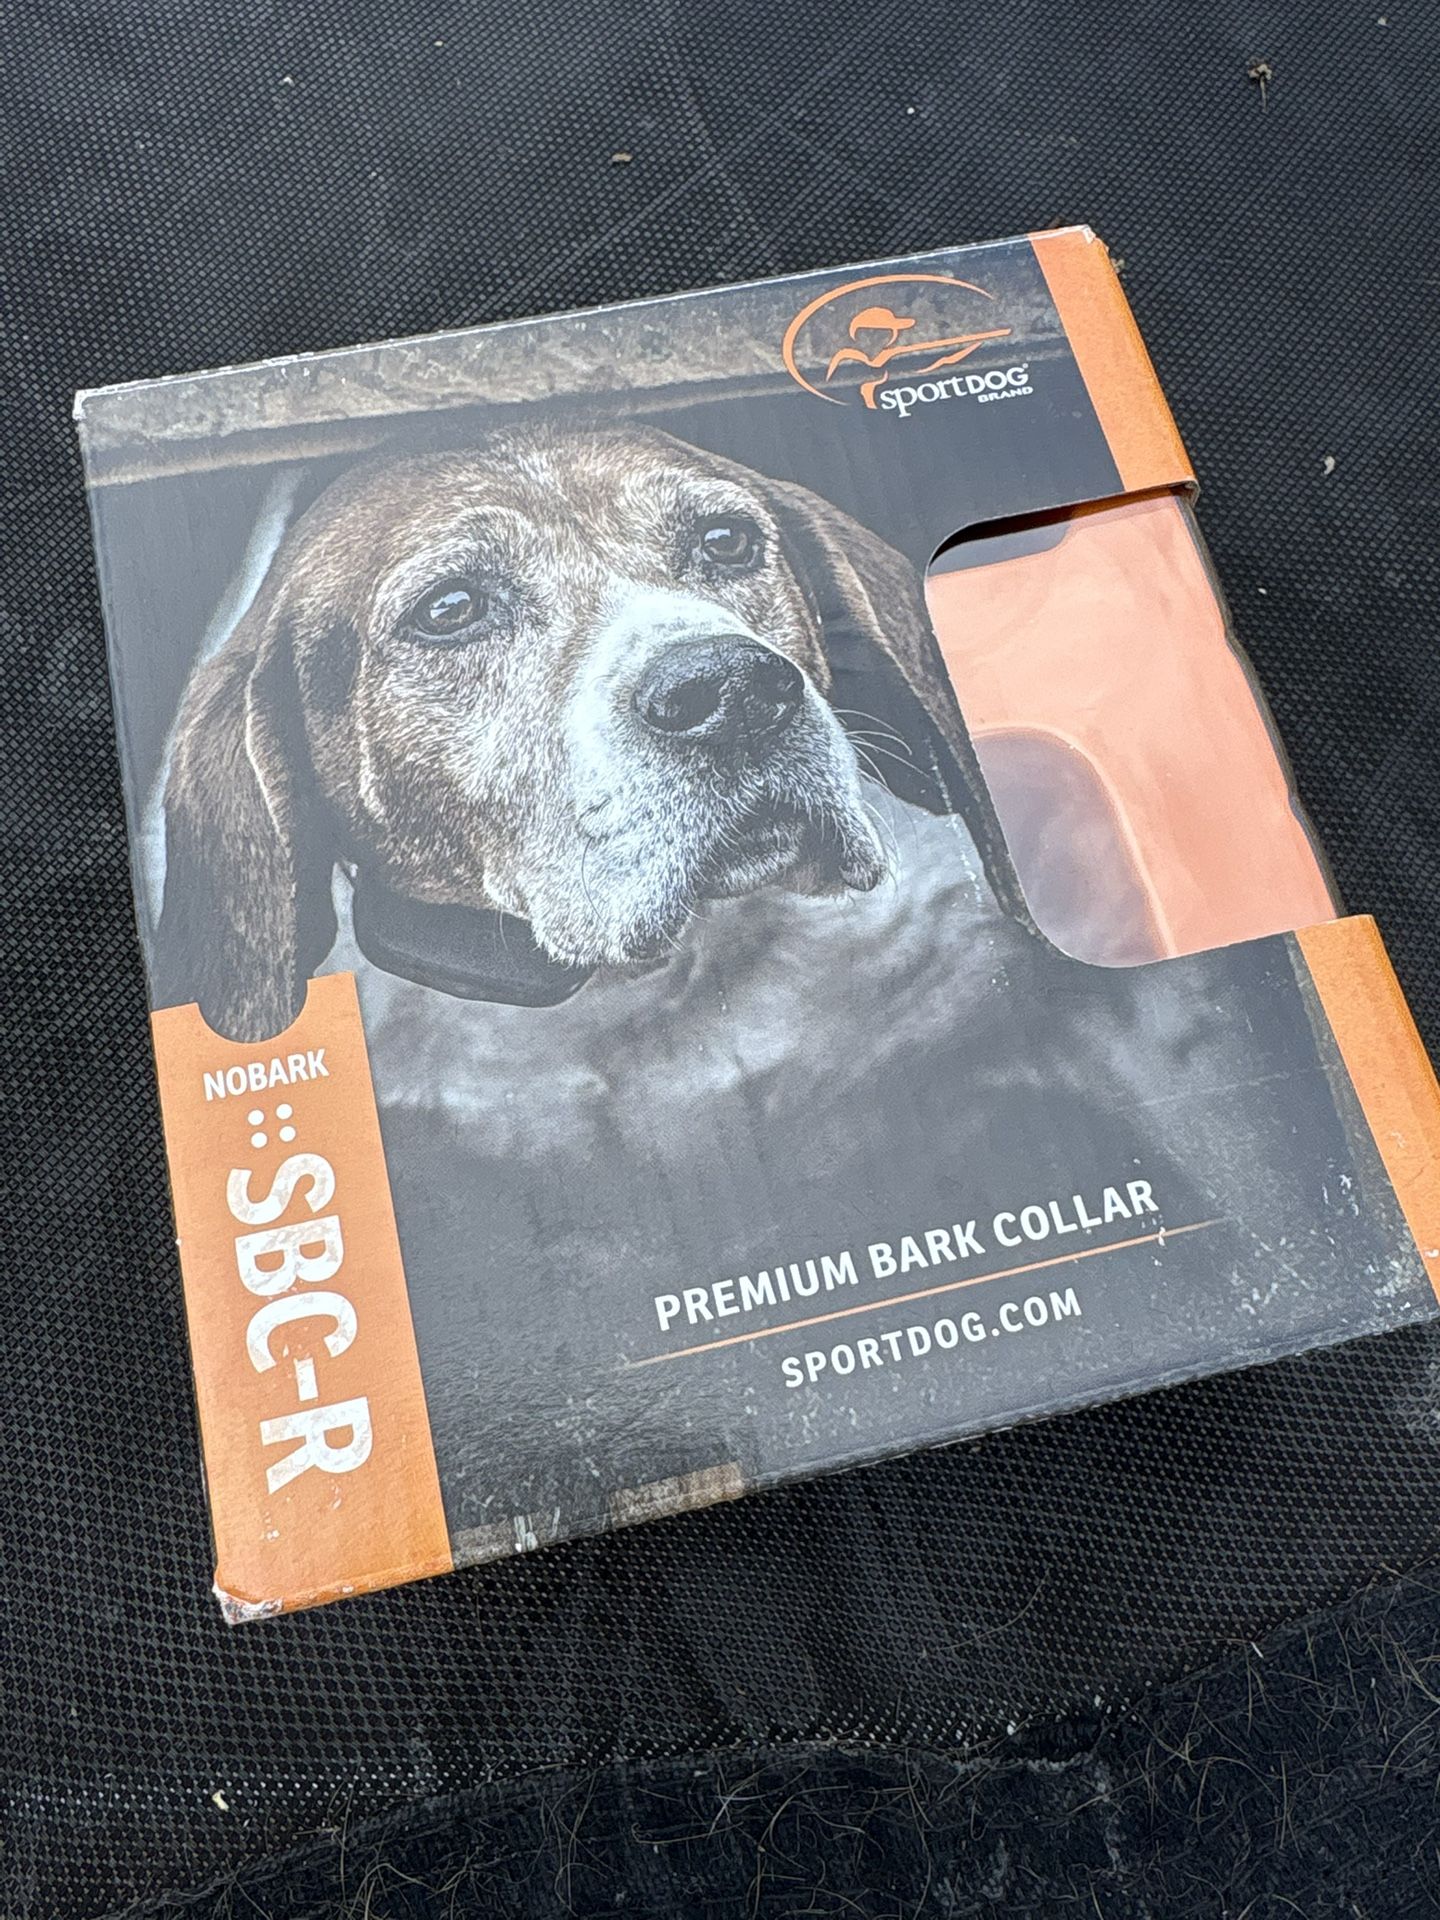 sportDOG®
BRAND
NOBARK
SBC-R
PREMIUM BARK COLLAR
SPORTDOG.COM